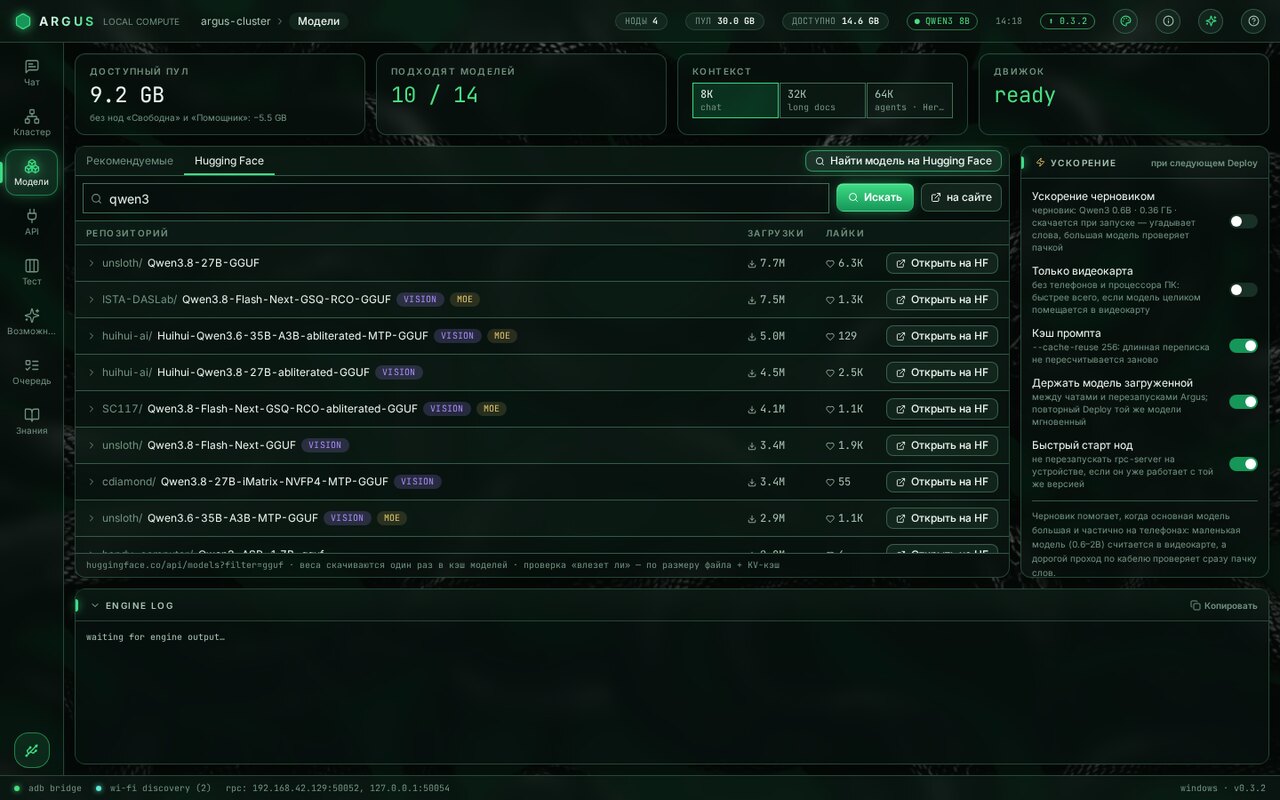 ARGUS LOCAL COMPUTE argus-cluster › Модели НОДЫ 4 ПУЛ 30.0 GB ДОСТУПНО 14.6 GB QWEN3 8B 14:18 0.3.2
Чат
Кластер
Модели
API
Тест
Возможн…
Очередь
Знания
ДОСТУПНЫЙ ПУЛ
9.2 GB
без нод «Свободна» и «Помощник»: −5.5 GB
ПОДХОДЯТ МОДЕЛЕЙ
10 / 14
КОНТЕКСТ
8K 32K 64K
chat long docs agents · Her…
ДВИЖОК
ready
Рекомендуемые Hugging Face Найти модель на Hugging Face
qwen3 Искать на сайте
РЕПОЗИТОРИЙ ЗАГРУЗКИ ЛАЙКИ
unsloth/ Qwen3.8-27B-GGUF 7.7M 6.3K Открыть на HF
ISTA-DASLab/ Qwen3.8-Flash-Next-GSQ-RCO-GGUF VISION MOE 7.5M 1.3K Открыть на HF
huihui-ai/ Huihui-Qwen3.6-35B-A3B-abliterated-MTP-GGUF VISION MOE 5.0M 129 Открыть на HF
huihui-ai/ Huihui-Qwen3.8-27B-abliterated-GGUF VISION 4.5M 2.5K Открыть на HF
SC117/ Qwen3.8-Flash-Next-GSQ-RCO-abliterated-GGUF VISION MOE 4.1M 1.1K Открыть на HF
unsloth/ Qwen3.8-Flash-Next-GGUF VISION 3.4M 1.9K Открыть на HF
cdiamond/ Qwen3.8-27B-iMatrix-NVFP4-MTP-GGUF VISION 3.4M 55 Открыть на HF
unsloth/ Qwen3.6-35B-A3B-MTP-GGUF VISION MOE 2.9M 1.1K Открыть на HF
huggingface.co/api/models?filter=gguf · веса скачиваются один раз в кэш моделей · проверка «влезет ли» — по размеру файла + KV-кэш
УСКОРЕНИЕ при следующем Deploy
Ускорение черновиком
черновик: Qwen3 0.6B · 0.36 ГБ ·
скачается при запуске — угадывает
слова, большая модель проверяет
пачкой
Только видеокарта
без телефонов и процессора ПК:
быстрее всего, если модель целиком
помещается в видеокарту
Кэш промпта
--cache-reuse 256: длинная переписка
не пересчитывается заново
Держать модель загруженной
между чатами и перезапусками Argus;
повторный Deploy той же модели
мгновенный
Быстрый старт нод
не перезапускать rpc-server на
устройстве, если он уже работает с той
же версией
Черновик помогает, когда основная модель
большая и частично на телефонах: маленькая
модель (0.6–2B) считается в видеокарте, а
дорогой проход по кабелю проверяет сразу пачку
слов.
ENGINE LOG Копировать
waiting for engine output…
adb bridge wi-fi discovery (2) rpc: 192.168.42.129:50052, 127.0.0.1:50054 windows · v0.3.2